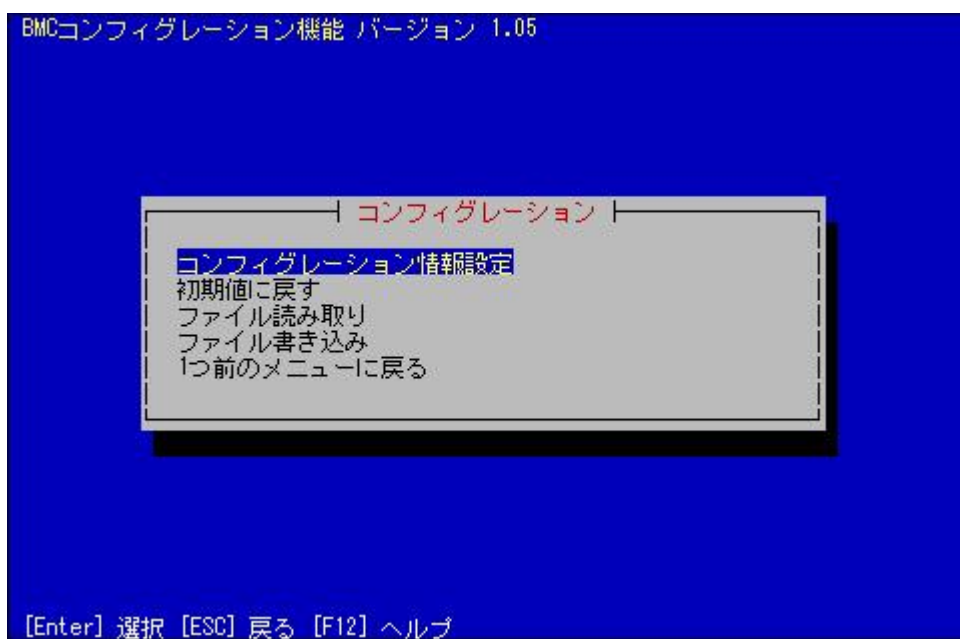 BMCコンフィグレーション機能 バージョン 1.05
コンフィグレーション
コンフィグレーション情報設定
初期値に戻す
ファイル読み取り
ファイル書き込み
1つ前のメニューに戻る
[Enter] 選択 [ESC] 戻る [F12] ヘルプ